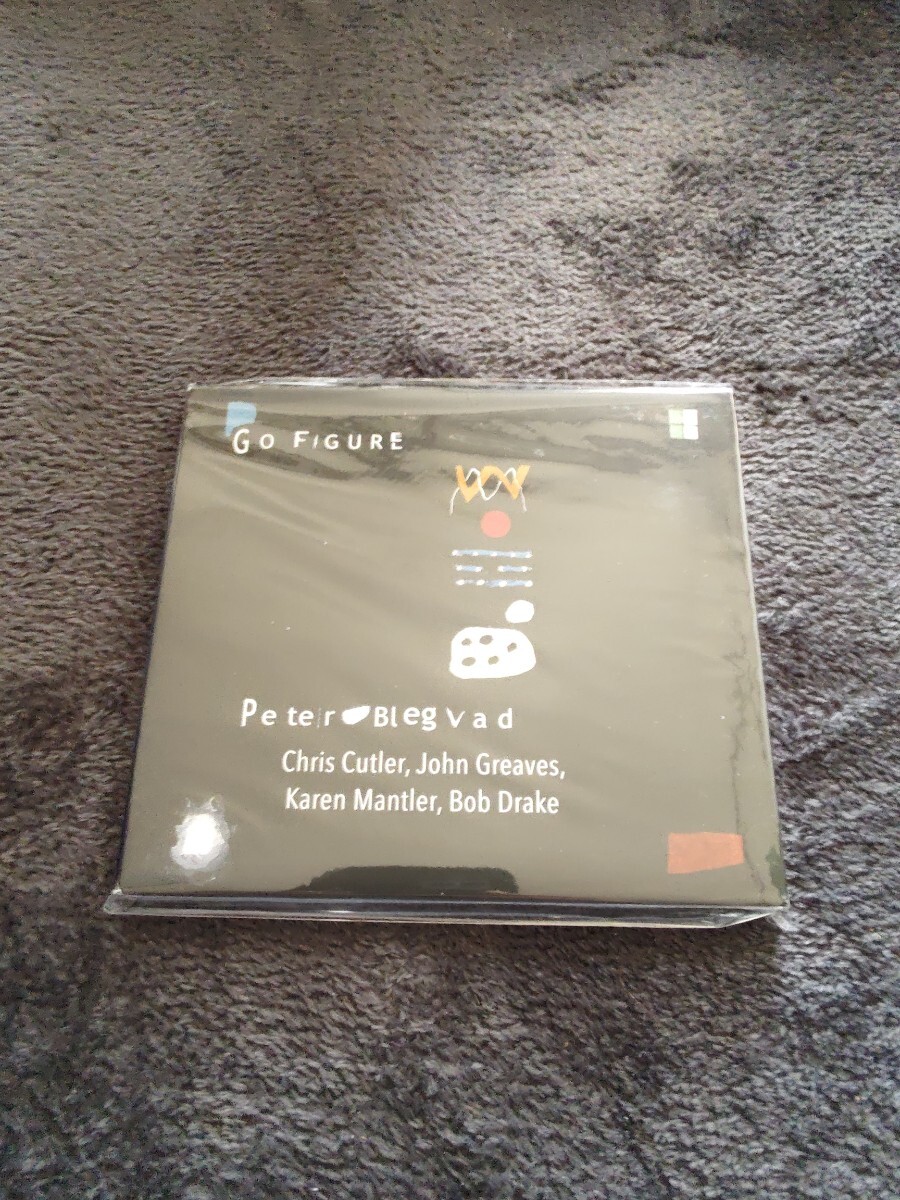 Go FIGURE
Peter Blegvad
Chris Cutler, John Greaves,
Karen Mantler, Bob Drake